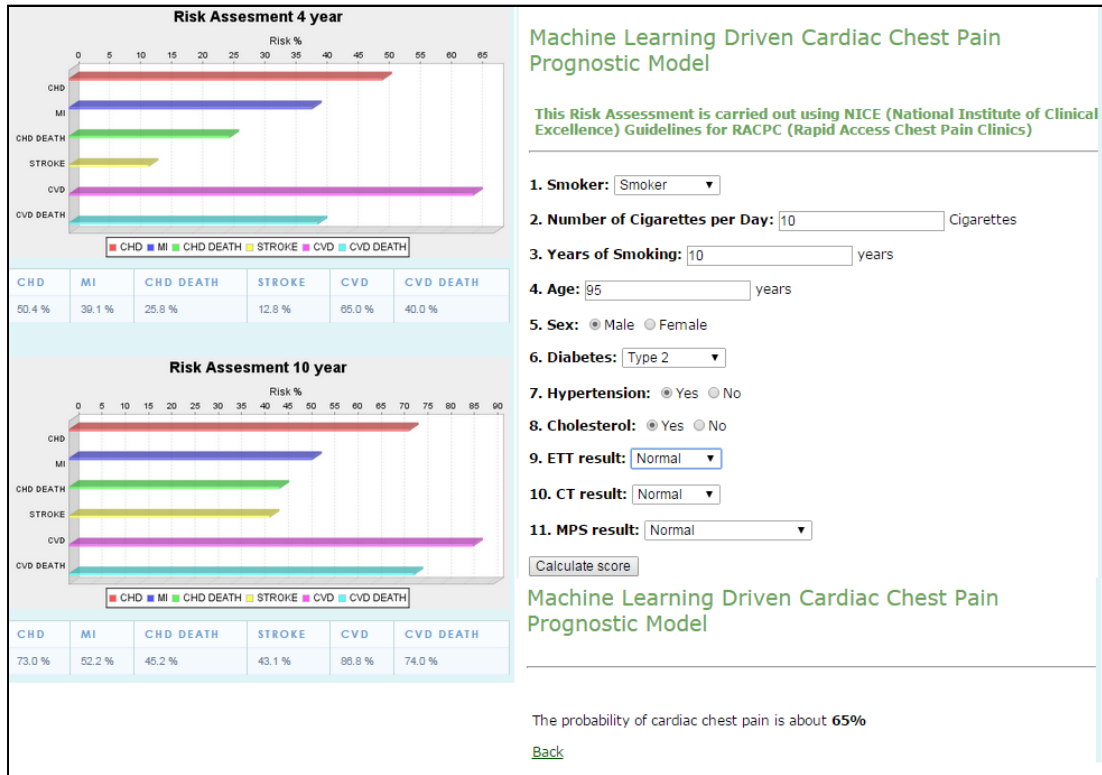 Risk Assesment 4 year
Risk %
0 5 10 15 20 25 30 35 40 45 50 55 60 65
CHD
MI
CHD DEATH
STROKE
CVD
CVD DEATH
CHD MI CHD DEATH STROKE CVD CVD DEATH
CHD MI CHD DEATH STROKE CVD CVD DEATH
50.4 % 39.1 % 25.8 % 12.8 % 65.0 % 40.0 %
Risk Assesment 10 year
Risk %
0 5 10 15 20 25 30 35 40 45 50 55 60 65 70 75 80 85 90
CHD
MI
CHD DEATH
STROKE
CVD
CVD DEATH
CHD MI CHD DEATH STROKE CVD CVD DEATH
CHD MI CHD DEATH STROKE CVD CVD DEATH
73.0 % 52.2 % 45.2 % 43.1 % 86.8 % 74.0 %
Machine Learning Driven Cardiac Chest Pain
Prognostic Model
This Risk Assessment is carried out using NICE (National Institute of Clinical
Excellence) Guidelines for RACPC (Rapid Access Chest Pain Clinics)
1. Smoker: Smoker
2. Number of Cigarettes per Day: 10 Cigarettes
3. Years of Smoking: 10 years
4. Age: 95 years
5. Sex: Male Female
6. Diabetes: Type 2
7. Hypertension: Yes No
8. Cholesterol: Yes No
9. ETT result: Normal
10. CT result: Normal
11. MPS result: Normal
Calculate score
Machine Learning Driven Cardiac Chest Pain
Prognostic Model
The probability of cardiac chest pain is about 65%
Back